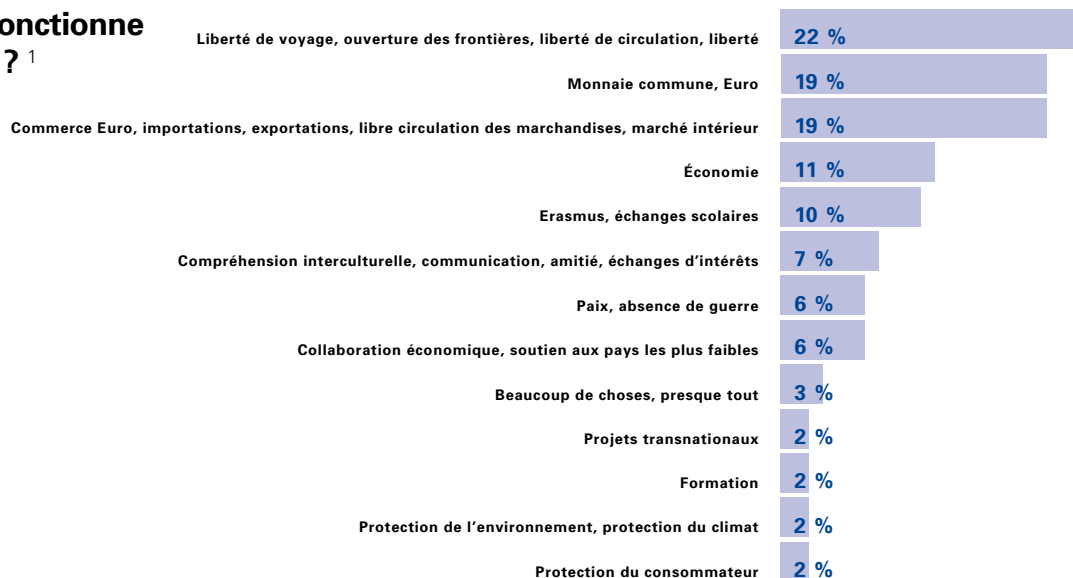 onctionne
? 1
Liberté de voyage, ouverture des frontières, liberté de circulation, liberté 22 %
Monnaie commune, Euro 19 %
Commerce Euro, importations, exportations, libre circulation des marchandises, marché intérieur 19 %
Économie 11 %
Erasmus, échanges scolaires 10 %
Compréhension interculturelle, communication, amitié, échanges d’intérêts 7 %
Paix, absence de guerre 6 %
Collaboration économique, soutien aux pays les plus faibles 6 %
Beaucoup de choses, presque tout 3 %
Projets transnationaux 2 %
Formation 2 %
Protection de l’environnement, protection du climat 2 %
Protection du consommateur 2 %